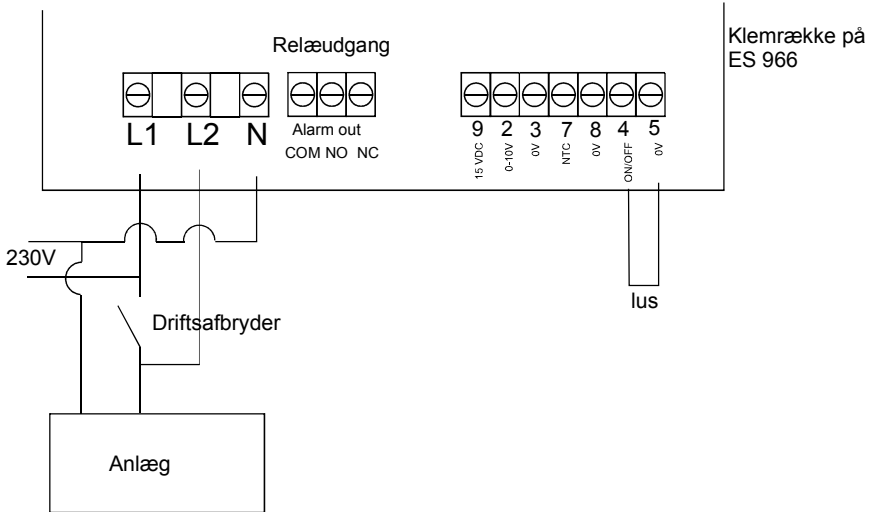 Relæudgang
Klemrække på
ES 966
L1 L2 N
Alarm out
COM NO NC
9 2 3 7 8 4 5
15 VDC 0-10V 0V NTC 0V ON/OFF 0V
230V
lus
Driftsafbryder
Anlæg